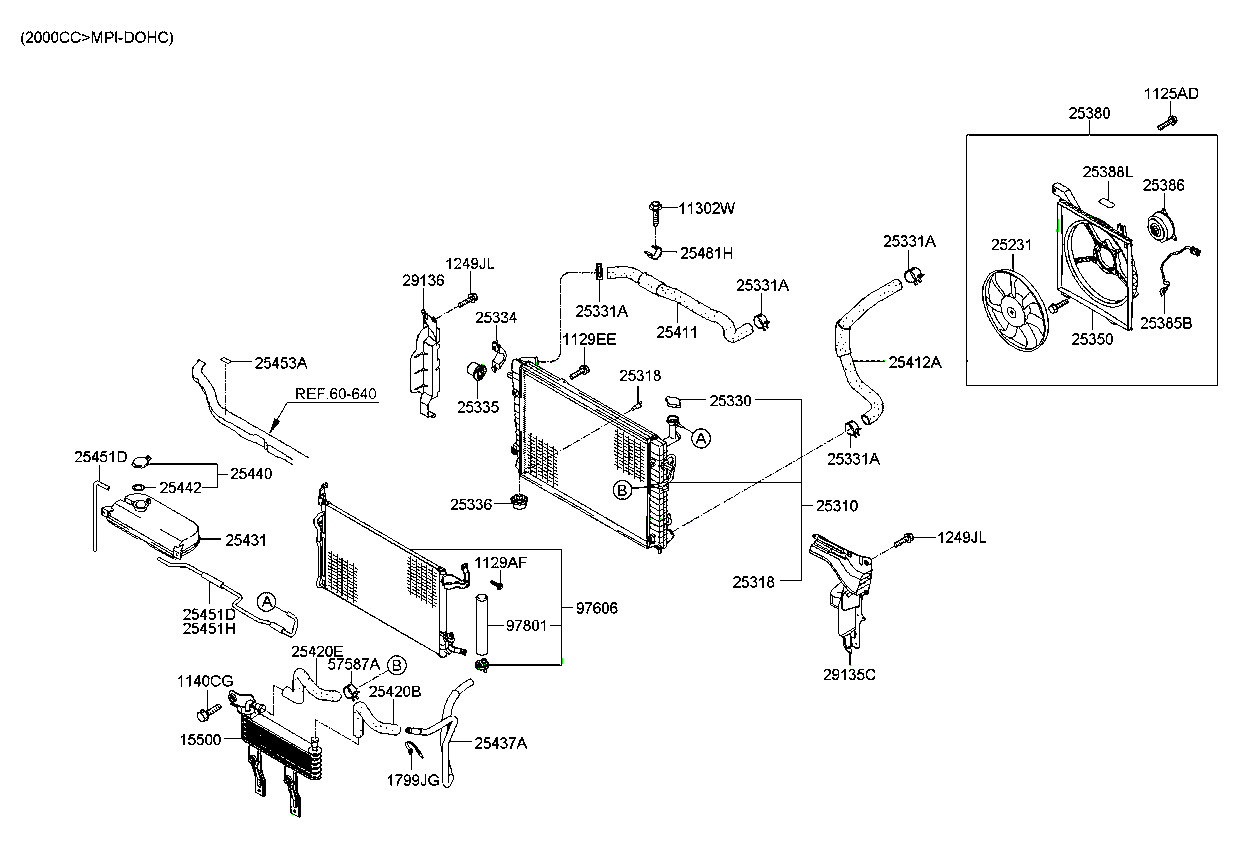 (2000CC>MPI-DOHC)
1125AD
25380
25388L
25386
11302W
25331A
25231
25481H
1249JL
29136
25331A
25331A
25334
25411
25385B
25350
1129EE
25453A
25412A
25318
REF.60-640
25330
25335
A
25451D
25331A
25440
25442
B
25336
25310
25431
1249JL
1129AF
25318
A
97606
25451D
25451H
97801
25420E
57587A
B
29135C
1140CG
25420B
15500
25437A
1799JG